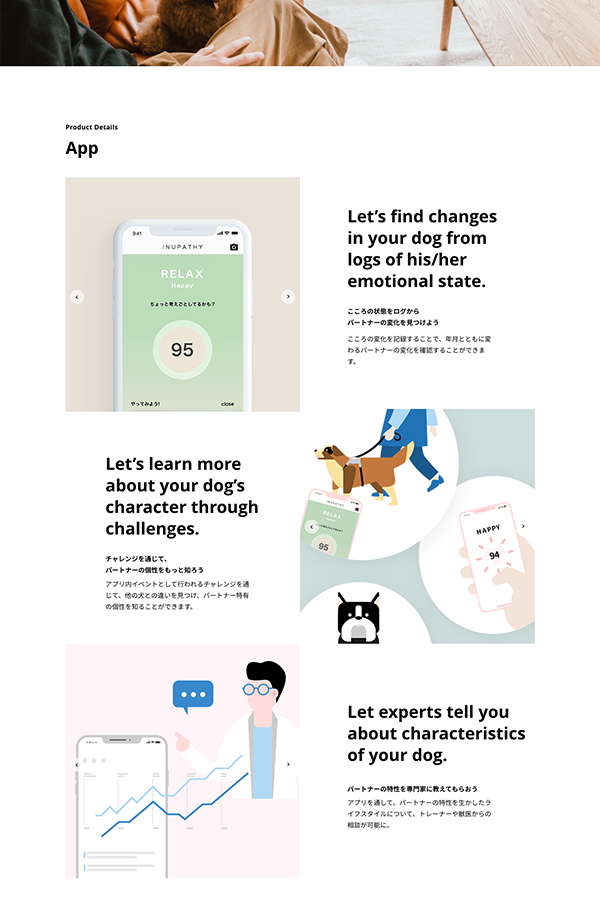 Product Details
App
9:41
INUPATHY
RELAX
Happy
ちょっと考えごとしてるかも?
95
やってみよう!
close
Let's find changes
in your dog from
logs of his/her
emotional state.
こころの状態をログから
パートナーの変化を見つけよう
こころの変化を記録することで、年月とともに変
わるパートナーの変化を確認することができま
す。
Let's learn more
about your dog's
character through
challenges.
チャレンジを通じて、
パートナーの個性をもっと知ろう
アプリ内イベントとして行われるチャレンジを通
じて、他の犬との違いを見つけ、パートナー特有
の個性を知ることができます。
RELAX
95
HAPPY
94
Let experts tell you
about characteristics
of your dog.
パートナーの特性を専門家に教えてもらおう
アプリを通して、パートナーの特性を生かしたラ
イフスタイルについて、トレーナーや獣医からの
相談が可能に。